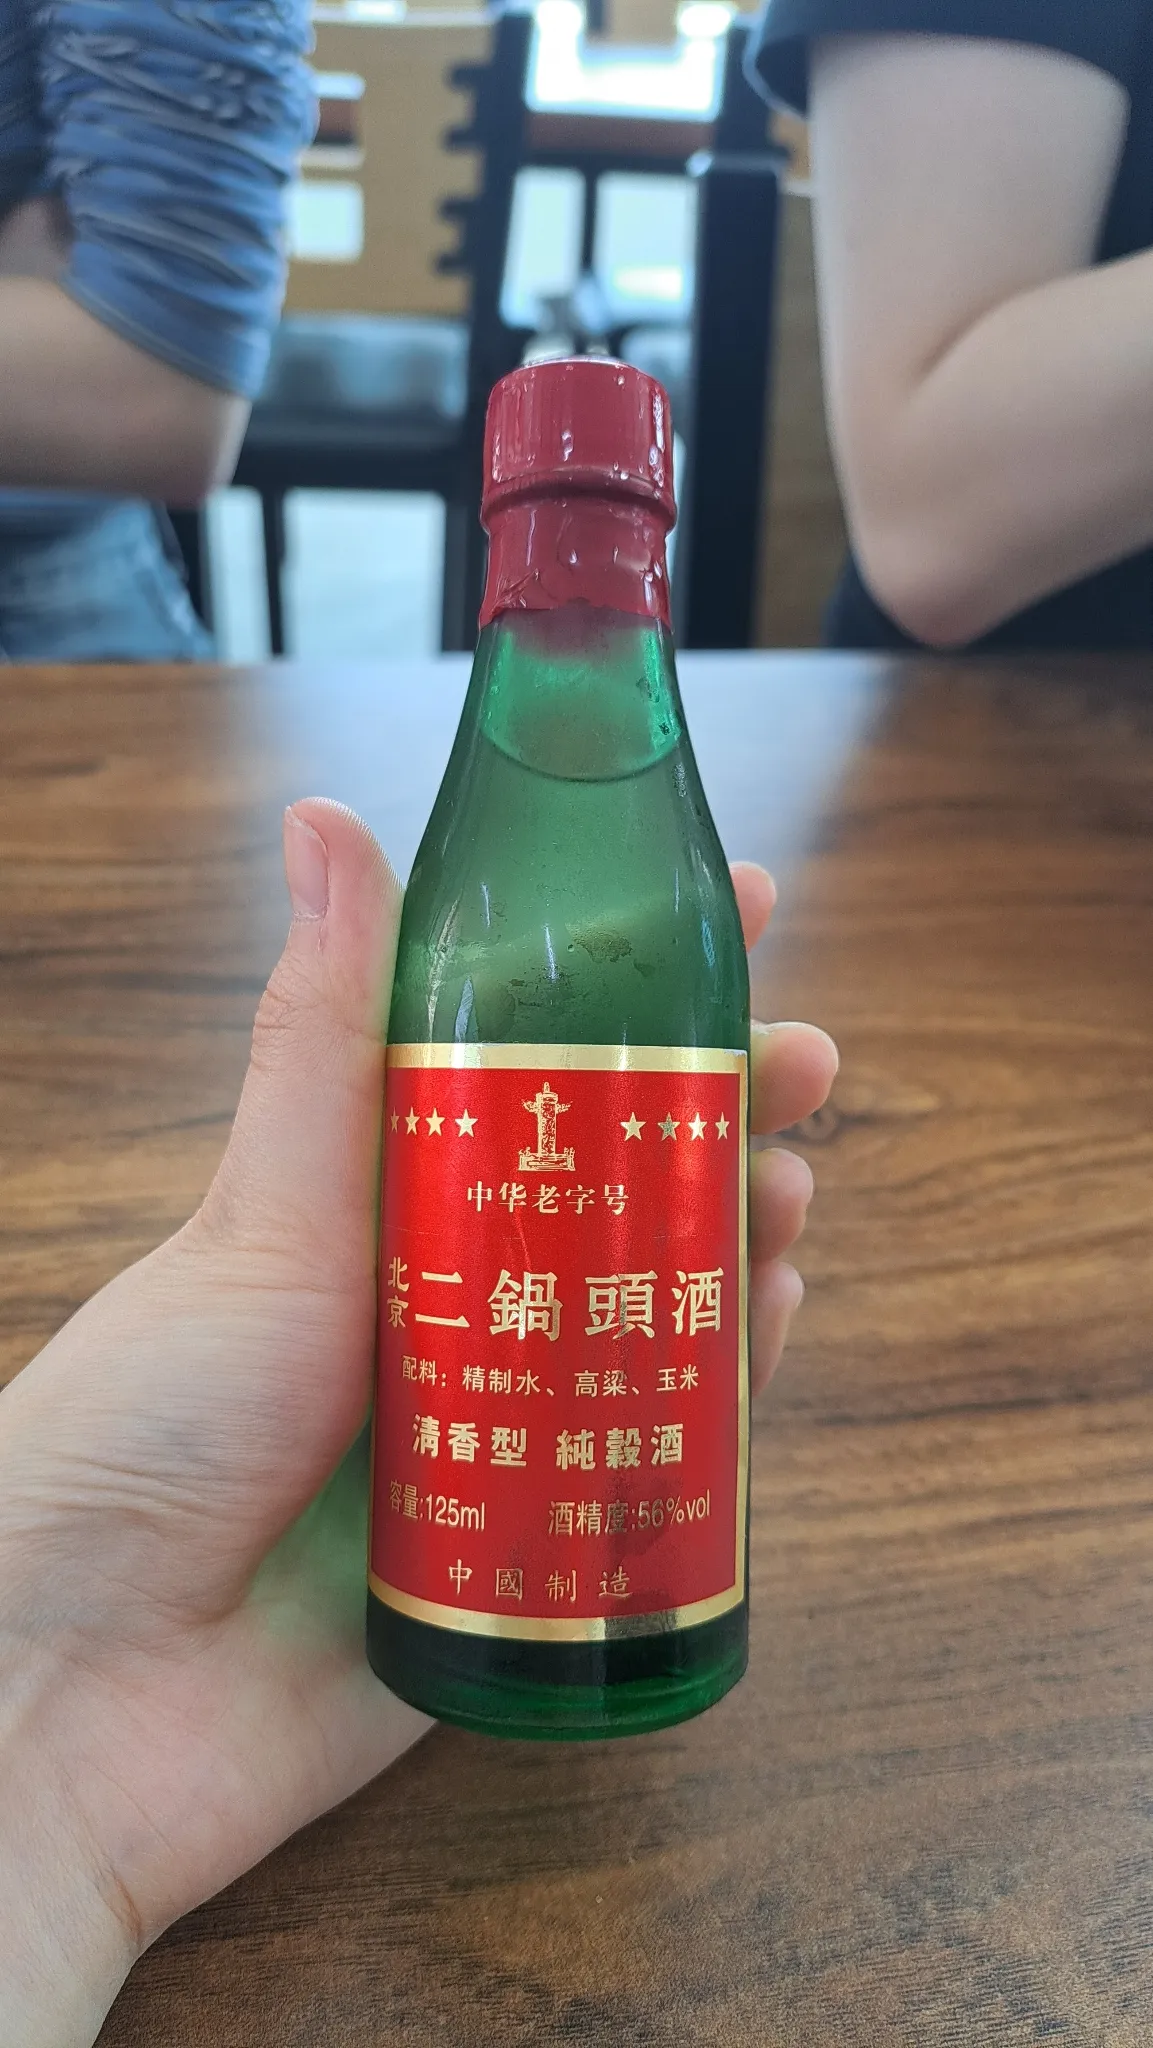 中华老字号
北京二鍋頭酒
配料：精制水、高粱、玉米
清香型 純穀酒
容量:125ml 酒精度:56%vol
中國制造